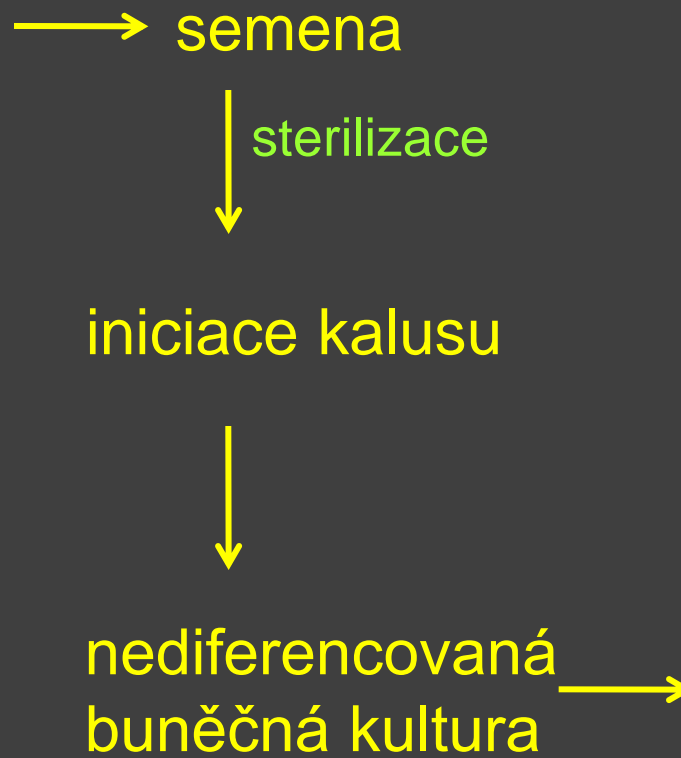 semena
sterilizace
iniciace kalusu
nediferencovaná
buněčná kultura